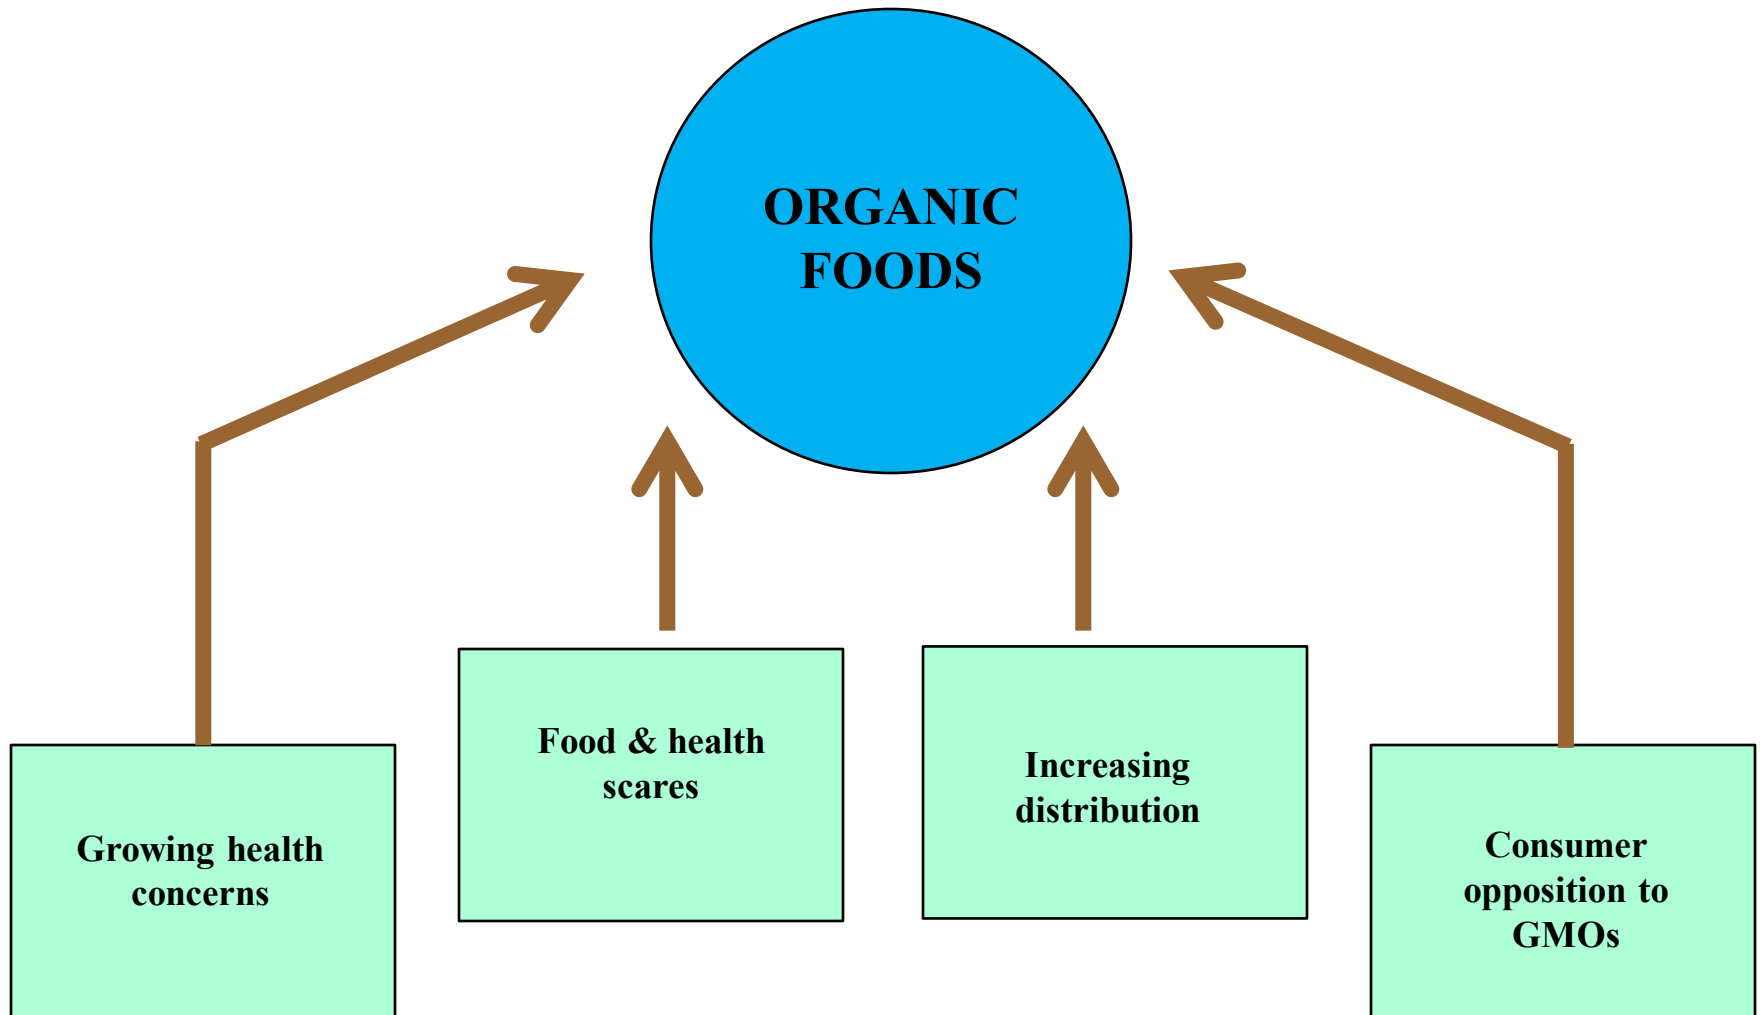 ORGANIC
FOODS
Food & health
scares
Increasing
distribution
Growing health
concerns
Consumer
opposition to
GMOs